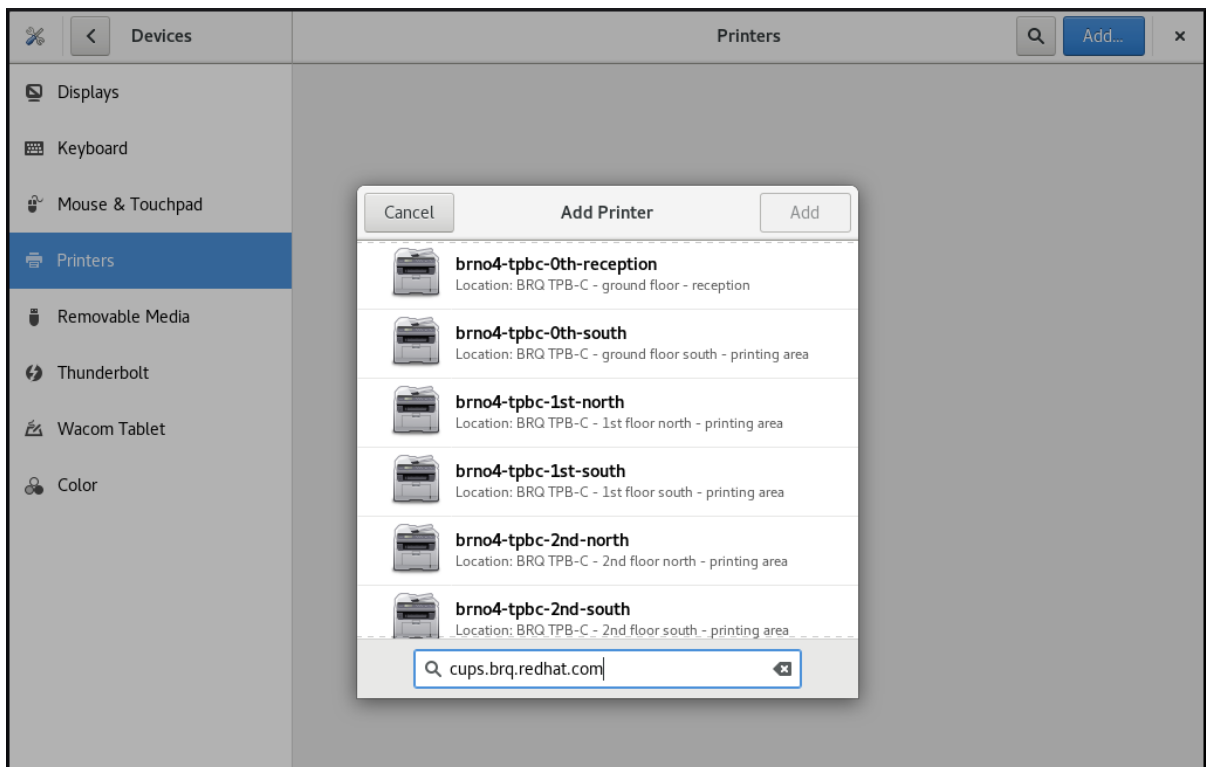 Devices
Printers
Add...
Displays
Keyboard
Mouse & Touchpad
Printers
Removable Media
Thunderbolt
Wacom Tablet
Color
Cancel
Add Printer
Add
brno4-tpbc-0th-reception
Location: BRQ TPB-C - ground floor - reception
brno4-tpbc-0th-south
Location: BRQ TPB-C - ground floor south - printing area
brno4-tpbc-1st-north
Location: BRQ TPB-C - 1st floor north - printing area
brno4-tpbc-1st-south
Location: BRQ TPB-C - 1st floor south - printing area
brno4-tpbc-2nd-north
Location: BRQ TPB-C - 2nd floor north - printing area
brno4-tpbc-2nd-south
Location: BRQ TPB-C - 2nd floor south - printing area
cups.brq.redhat.com